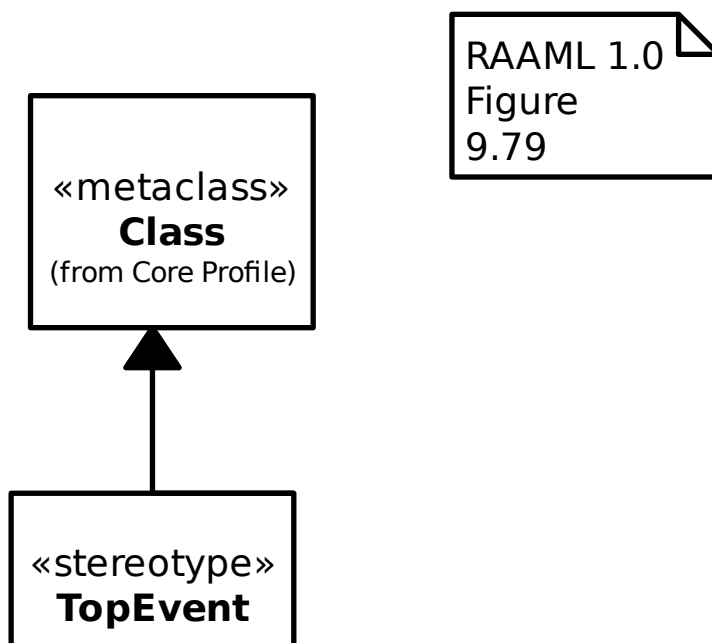 RAAML 1.0
Figure
9.79
«metaclass»
Class
(from Core Profile)
«stereotype»
TopEvent